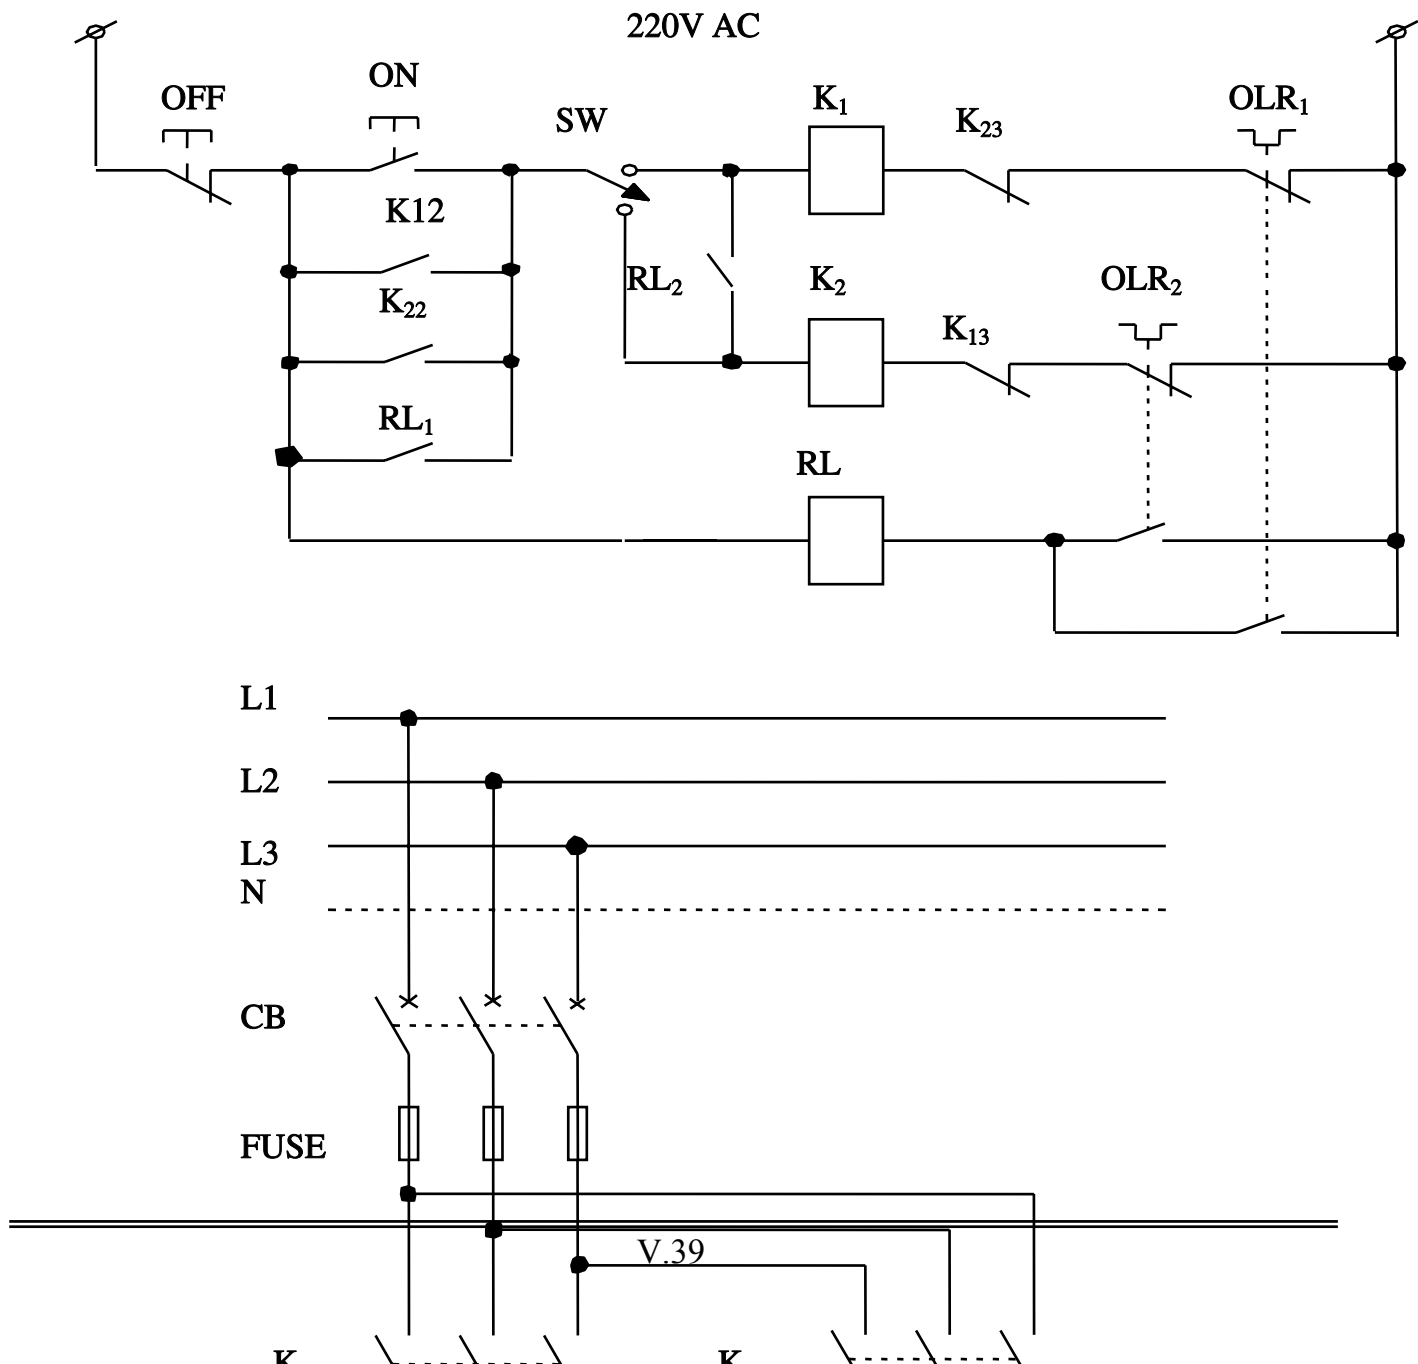 220V AC
OFF
ON
SW
K₁
K₂₃
OLR₁
K12
RL₂
K₂
OLR₂
K₂₂
K₁₃
RL₁
RL
L1
L2
L3
N
CB
FUSE
V.39
K
K